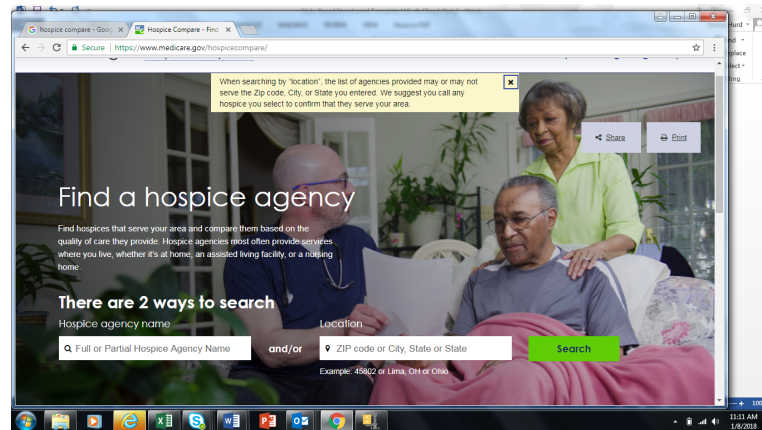 hospice compare - Goog
Hospice Compare - Find
Hurd
Secure | https://www.medicare.gov/hospicecompare/
When searching by "location", the list of agencies provided may or may not
serve the Zip code, City, or State you entered. We suggest you call any
hospice you select to confirm that they serve your area.
Share
Print
Find a hospice agency
Find hospices that serve your area and compare them based on the
quality of care they provide. Hospice agencies most often provide services
where you live, whether it's at home, an assisted living facility, or a nursing
home.
There are 2 ways to search
Hospice agency name
Location
Full or Partial Hospice Agency Name
and/or
ZIP code or City, State or State
Search
Example: 45802 or Lima, OH or Ohio
11:11 AM
1/8/2018